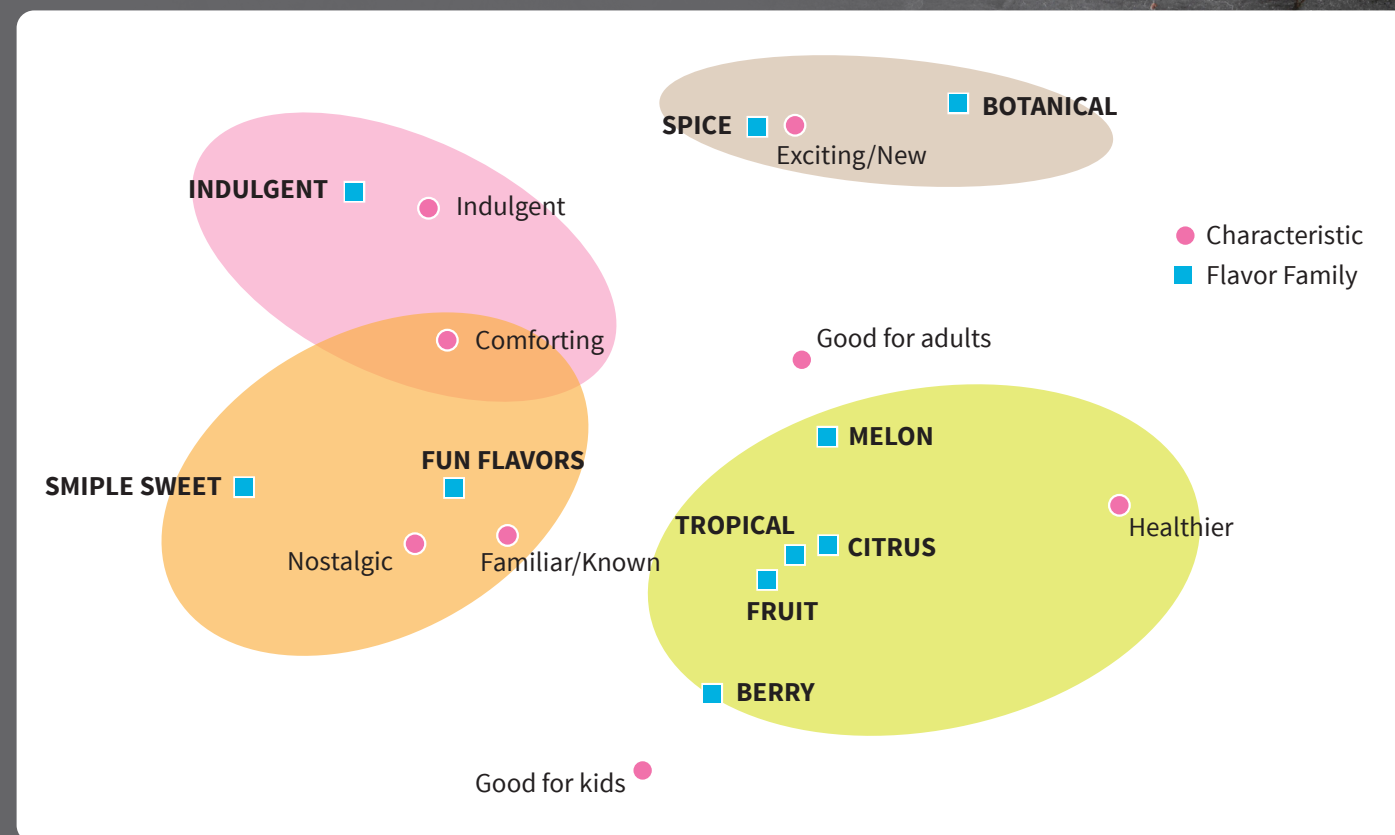 BOTANICAL
SPICE
Exciting/New
INDULGENT
Indulgent
Characteristic
Flavor Family
Comforting
Good for adults
MELON
FUN FLAVORS
SMIPLE SWEET
Healthier
TROPICAL
CITRUS
Nostalgic
Familiar/Known
FRUIT
BERRY
Good for kids